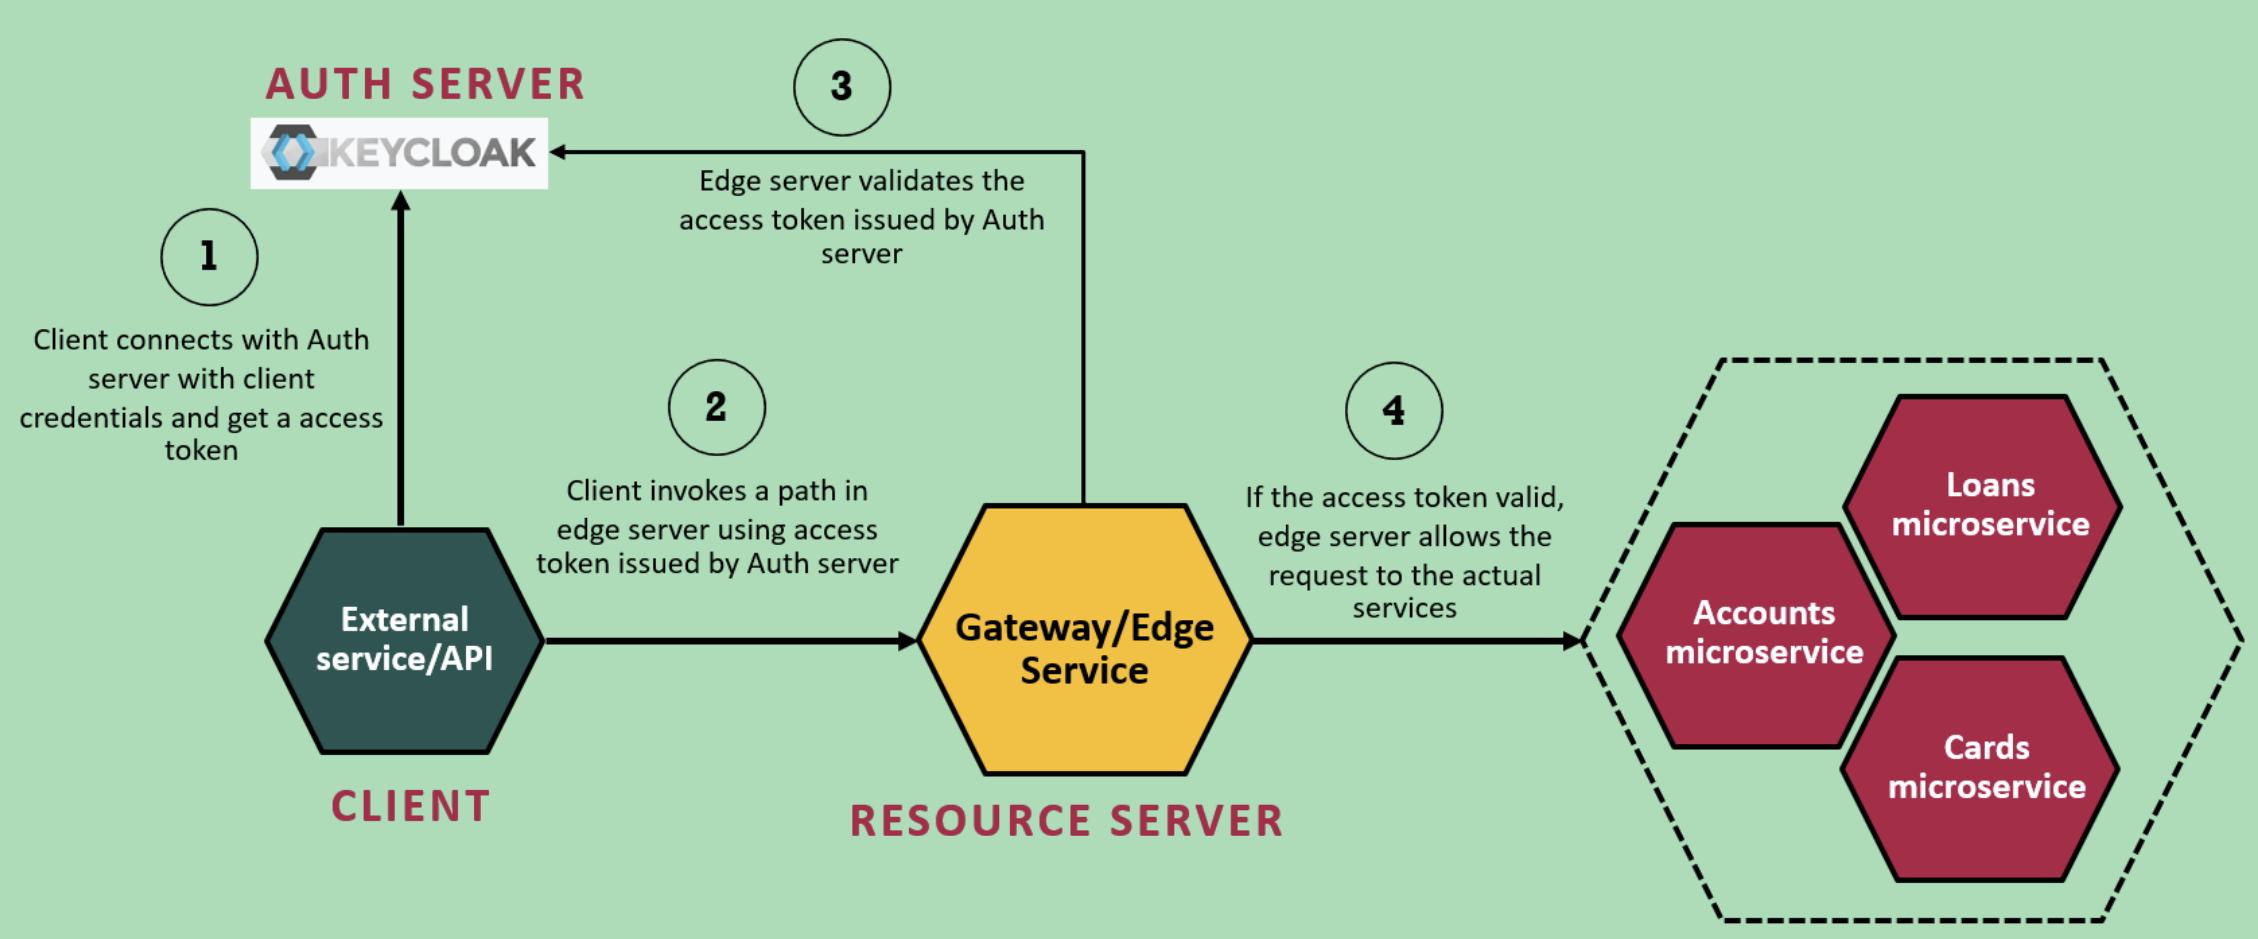 AUTH SERVER
KEYCLOAK
3
Edge server validates the
access token issued by Auth
server
1
Client connects with Auth
server with client
credentials and get a access
token
2
Client invokes a path in
edge server using access
token issued by Auth server
4
If the access token valid,
edge server allows the
request to the actual
services
External
service/API
CLIENT
Gateway/Edge
Service
RESOURCE SERVER
Loans
microservice
Accounts
microservice
Cards
microservice